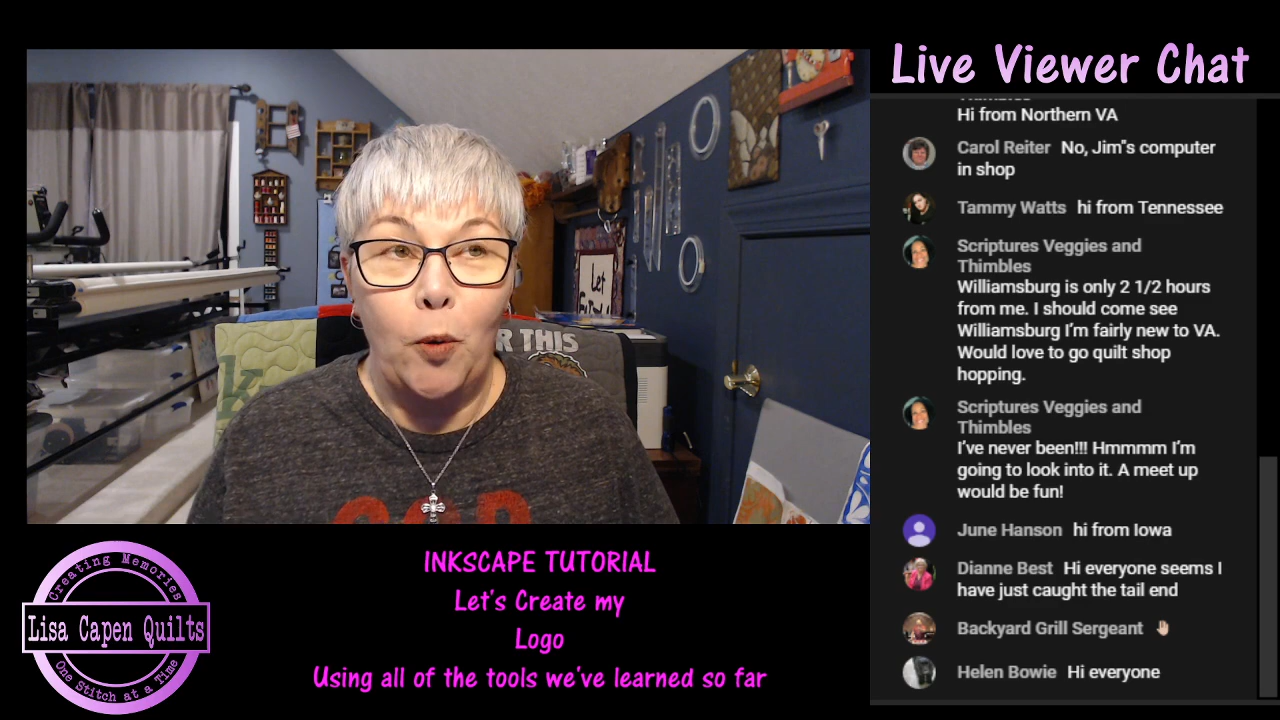 Live Viewer Chat
Hi from Northern VA
Carol Reiter No, Jim"s computer
in shop
Tammy Watts hi from Tennessee
Scriptures Veggies and
Thimbles
Williamsburg is only 2 1/2 hours
from me. I should come see
Williamsburg I'm fairly new to VA.
Would love to go quilt shop
hopping.
Scriptures Veggies and
Thimbles
I've never been!!! Hmmmm I'm
going to look into it. A meet up
would be fun!
June Hanson hi from Iowa
Dianne Best Hi everyone seems I
have just caught the tail end
Backyard Grill Sergeant
Helen Bowie Hi everyone
Let
R THIS
Creating Memories
Lisa Capen Quilts
One Stitch at a Time
INKSCAPE TUTORIAL
Let's Create my
Logo
Using all of the tools we've learned so far